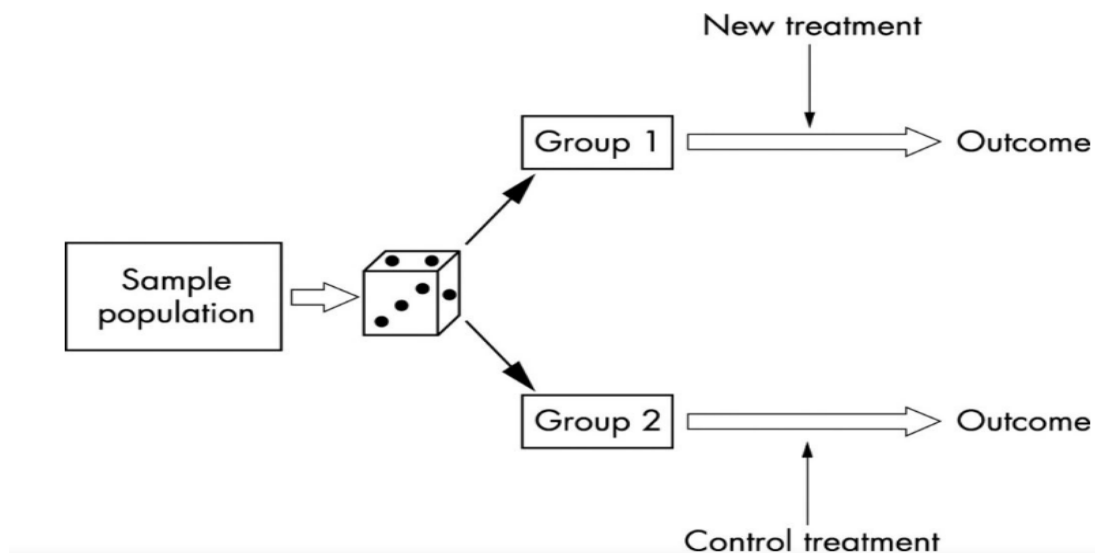 New treatment
Group 1
Outcome
Sample
population
Group 2
Outcome
Control treatment